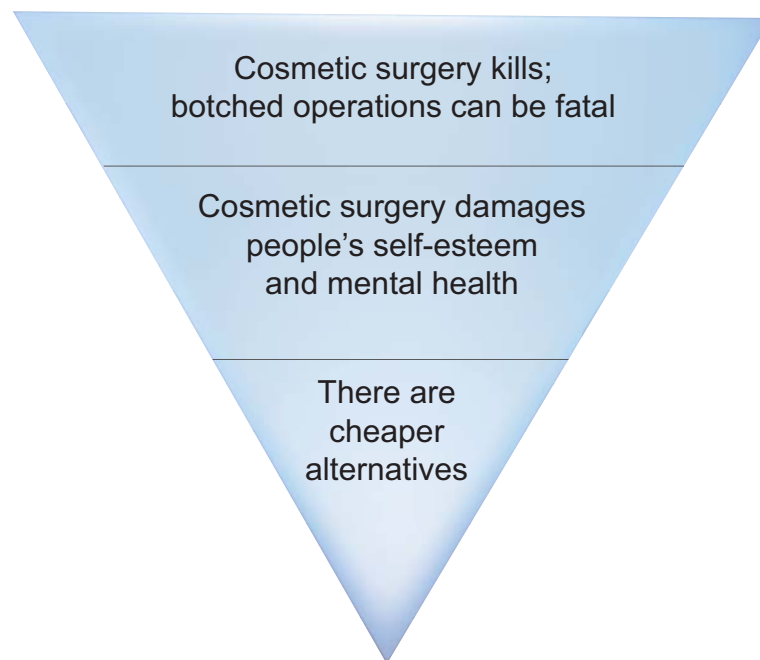 Cosmetic surgery kills;
botched operations can be fatal
Cosmetic surgery damages
people’s self-esteem
and mental health
There are
cheaper
alternatives